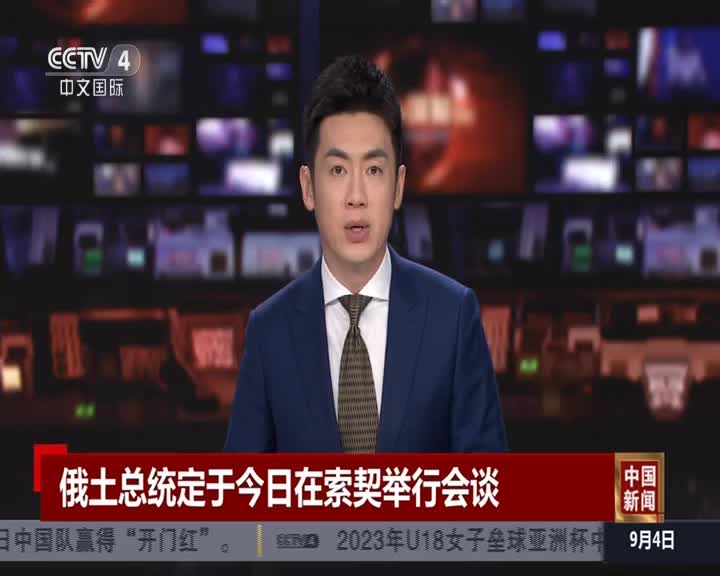 CCTV 4
中文国际
俄土总统定于今日在索契举行会谈
中国
新闻
日中国队赢得“开门红”。 CCTV4 2023年U18女子垒球亚洲杯中
9月4日